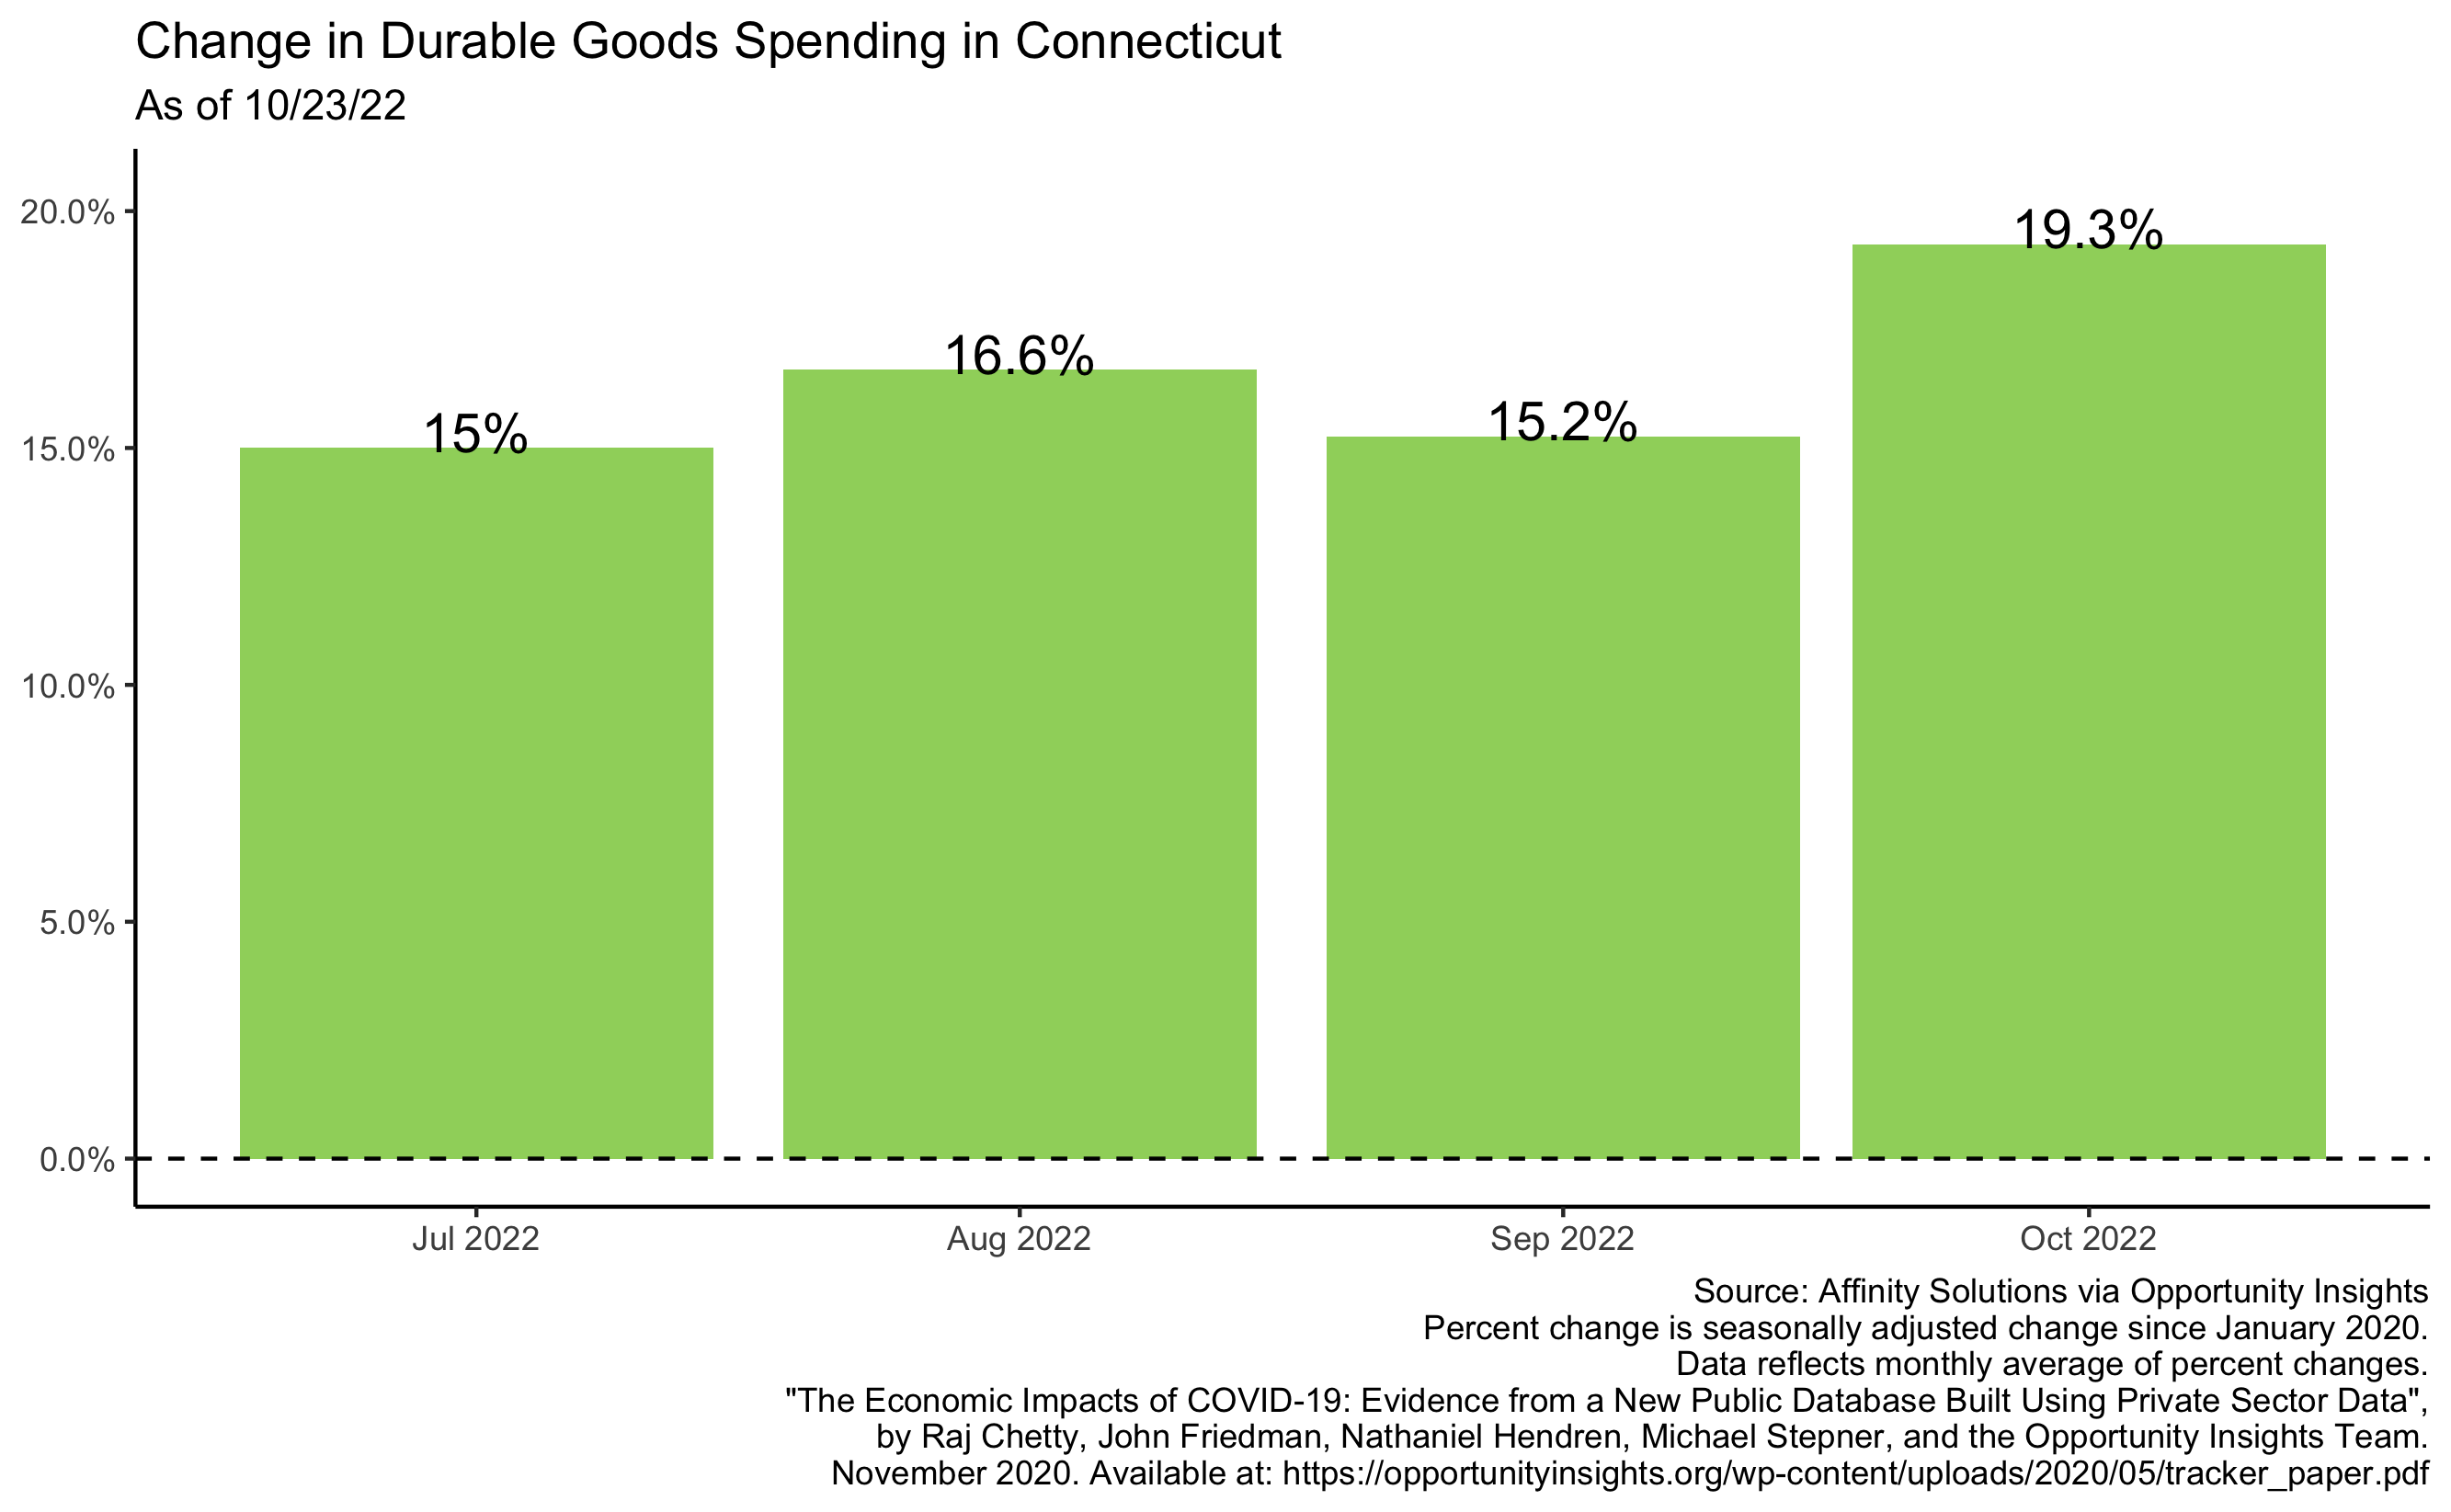 Change in Durable Goods Spending in Connecticut
As of 10/23/22
20.0%
15.0%
10.0%
5.0%
0.0%
15%
16.6%
15.2%
19.3%
Jul 2022
Aug 2022
Sep 2022
Oct 2022
Source: Affinity Solutions via Opportunity Insights
Percent change is seasonally adjusted change since January 2020.
Data reflects monthly average of percent changes.
"The Economic Impacts of COVID-19: Evidence from a New Public Database Built Using Private Sector Data",
by Raj Chetty, John Friedman, Nathaniel Hendren, Michael Stepner, and the Opportunity Insights Team.
November 2020. Available at: https://opportunityinsights.org/wp-content/uploads/2020/05/tracker_paper.pdf